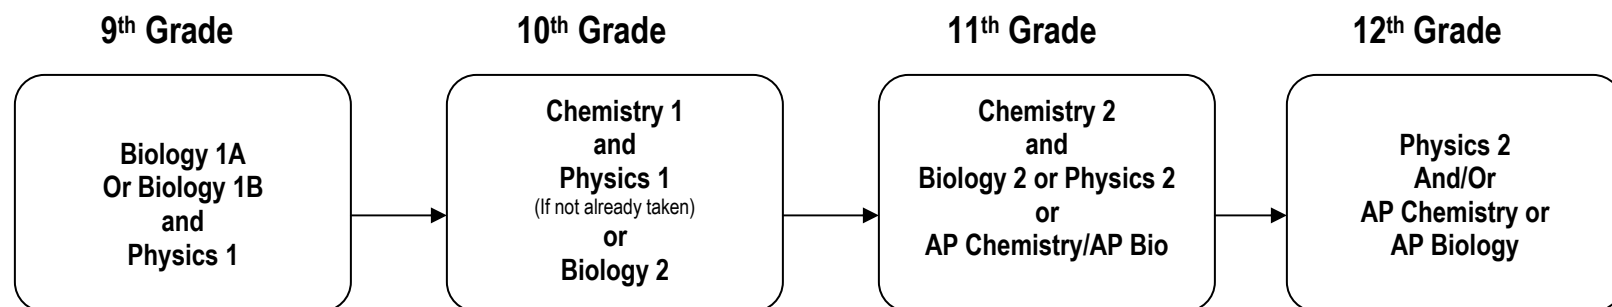 9th Grade
Biology 1A
Or Biology 1B
and
Physics 1
10th Grade
Chemistry 1
and
Physics 1
(If not already taken)
or
Biology 2
11th Grade
Chemistry 2
and
Biology 2 or Physics 2
or
AP Chemistry/AP Bio
12th Grade
Physics 2
And/Or
AP Chemistry or
AP Biology